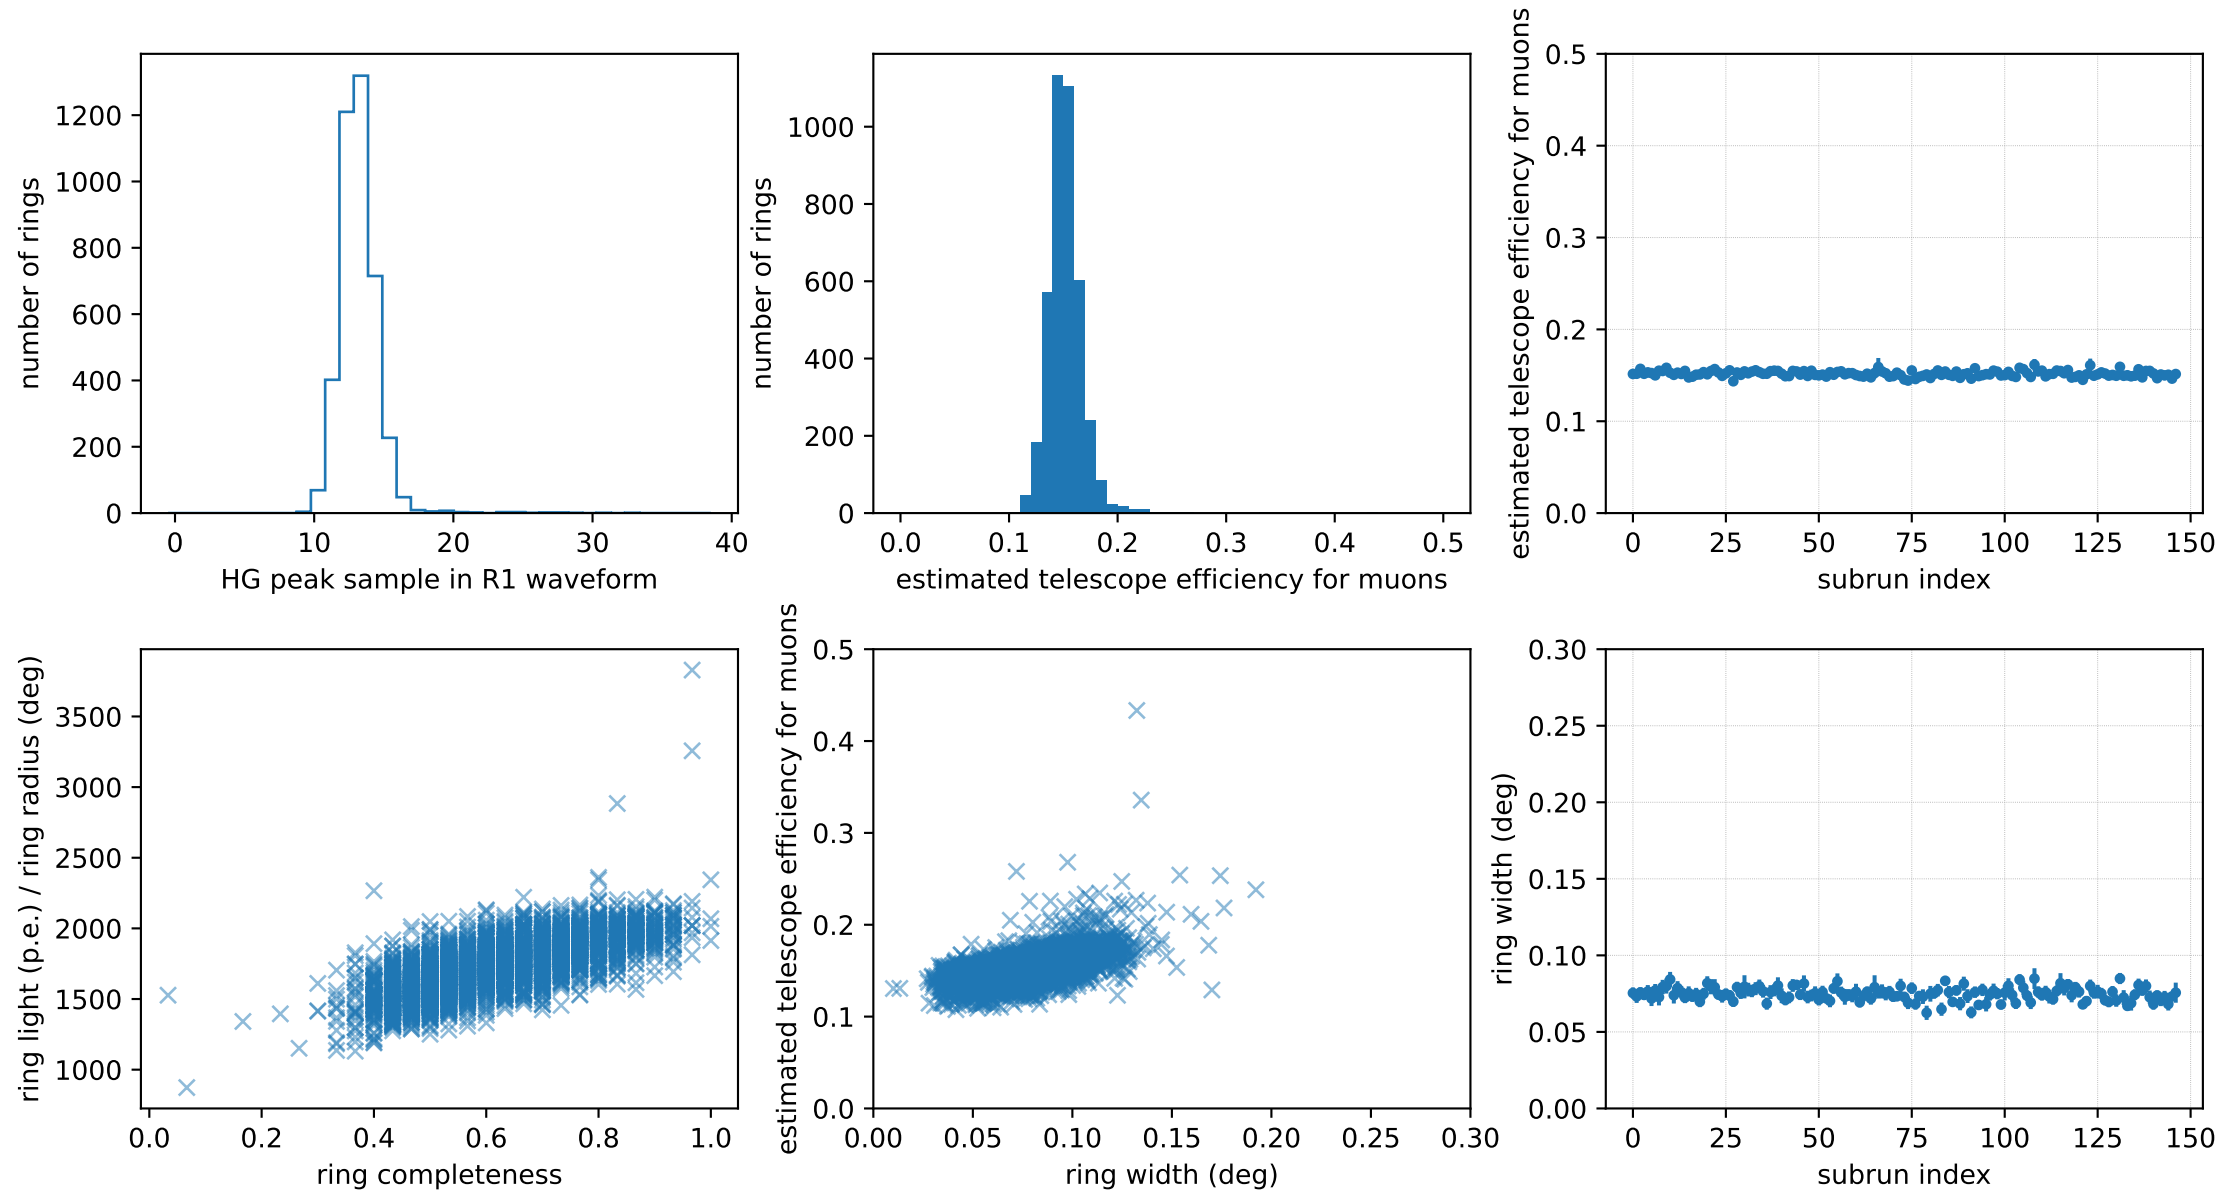 number of rings
0
200
400
600
800
1000
1200
0 10 20 30 40
HG peak sample in R1 waveform
number of rings
0
200
400
600
800
1000
0.0 0.1 0.2 0.3 0.4 0.5
estimated telescope efficiency for muons
estimated telescope efficiency for muons
0.5
0.4
0.3
0.2
0.1
0.0
0 25 50 75 100 125 150
subrun index
ring light (p.e.) / ring radius (deg)
3500
3000
2500
2000
1500
1000
0.0 0.2 0.4 0.6 0.8 1.0
ring completeness
estimated telescope efficiency for muons
0.5
0.4
0.3
0.2
0.1
0.0
0.00 0.05 0.10 0.15 0.20 0.25 0.30
ring width (deg)
ring width (deg)
0.30
0.25
0.20
0.15
0.10
0.05
0.00
0 25 50 75 100 125 150
subrun index